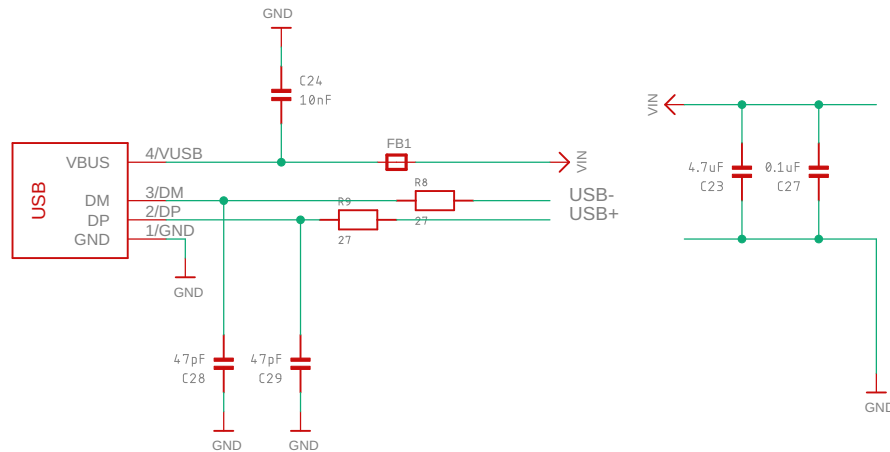 GND
C24
10nF
USB
VBUS
DM
DP
GND
4/VUSB
3/DM
2/DP
1/GND
FB1
VIN
R8
27
R9
27
USB-
USB+
GND
47pF
C28
47pF
C29
GND
GND
VIN
4.7uF
C23
0.1uF
C27
GND